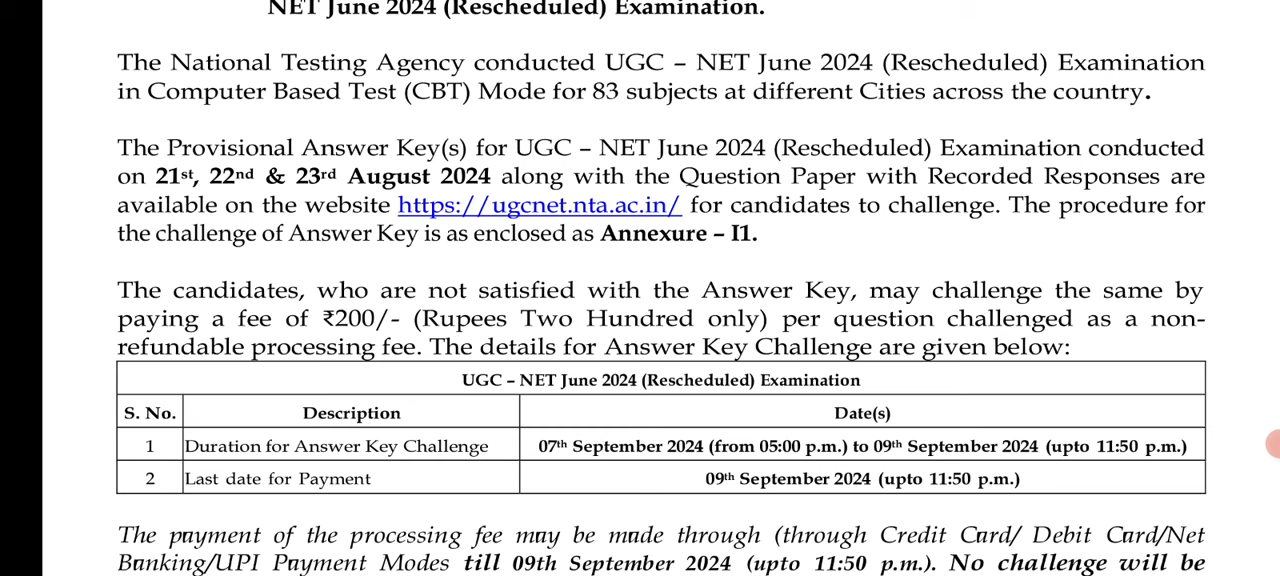 NET June 2024 (Rescheduled) Examination.
The National Testing Agency conducted UGC – NET June 2024 (Rescheduled) Examination
in Computer Based Test (CBT) Mode for 83 subjects at different Cities across the country.
The Provisional Answer Key(s) for UGC – NET June 2024 (Rescheduled) Examination conducted
on 21st, 22nd & 23rd August 2024 along with the Question Paper with Recorded Responses are
available on the website https://ugcnet.nta.ac.in/ for candidates to challenge. The procedure for
the challenge of Answer Key is as enclosed as Annexure – I1.
The candidates, who are not satisfied with the Answer Key, may challenge the same by
paying a fee of ₹200/- (Rupees Two Hundred only) per question challenged as a non-
refundable processing fee. The details for Answer Key Challenge are given below:
UGC – NET June 2024 (Rescheduled) Examination
S. No. Description Date(s)
1 Duration for Answer Key Challenge 07th September 2024 (from 05:00 p.m.) to 09th September 2024 (upto 11:50 p.m.)
2 Last date for Payment 09th September 2024 (upto 11:50 p.m.)
The payment of the processing fee may be made through (through Credit Card/ Debit Card/Net
Banking/UPI Payment Modes till 09th September 2024 (upto 11:50 p.m.). No challenge will be